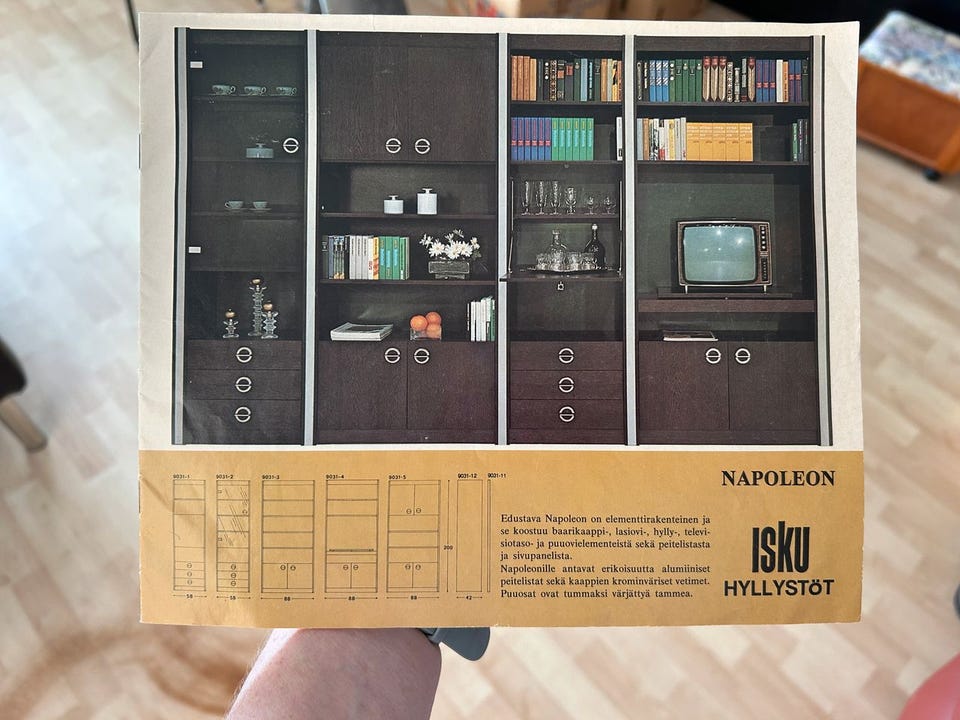 9031-1
9031-2
9031-3
9031-4
9031-5
9031-12
9031-11
200
58
58
88
88
88
42
Edustava Napoleon on elementtirakenteinen ja
se koostuu baarikaappi-, lasiovi-, hylly-, televi-
siotaso- ja puuovielementeistä sekä peitelistasta
ja sivupanelista.
Napoleonille antavat erikoisuutta alumiiniset
peitelistat sekä kaappien krominväriset vetimet.
Puuosat ovat tummaksi värjättyä tammea.
NAPOLEON
ISKU
HYLLYSTÖT